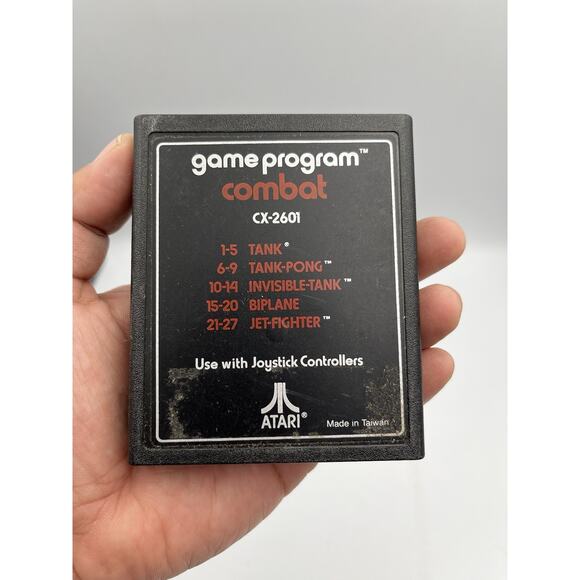 game program™
combat
CX-2601
1-5 TANK®
6-9 TANK-PONG™
10-14 INVISIBLE-TANK™
15-20 BIPLANE
21-27 JET-FIGHTER™
Use with Joystick Controllers
ATARI®
Made in Taiwan